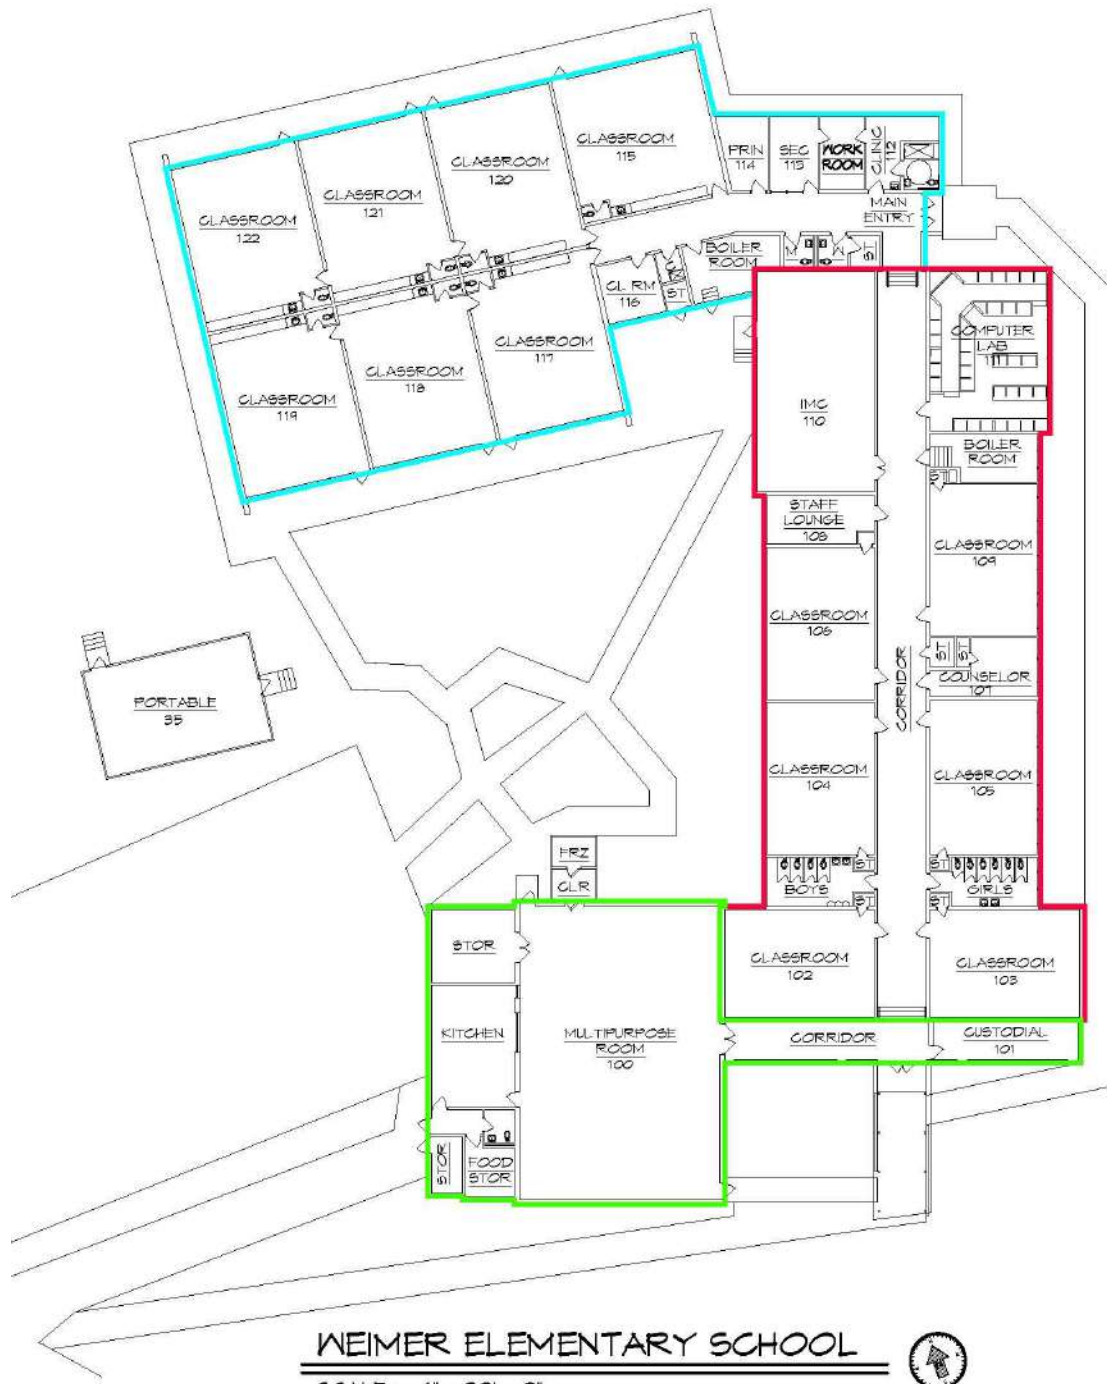 CLASSROOM
115
CLASSROOM
120
CLASSROOM
121
CLASSROOM
122
PRIN
114
SEC
113
WORK
ROOM
CLINIC
112
MAIN
ENTRY
BOILER
ROOM
M
W
ST
CL RM
116
ST
CLASSROOM
117
CLASSROOM
118
CLASSROOM
119
COMPUTER
LAB
111
IMC
110
BOILER
ROOM
ST
STAFF
LOUNGE
108
CLASSROOM
109
CLASSROOM
106
ST
ST
COUNSELOR
107
CORRIDOR
PORTABLE
35
CLASSROOM
104
CLASSROOM
105
ST
ST
BOYS
GIRLS
ST
ST
FRZ
CLR
STOR
CLASSROOM
102
CLASSROOM
103
KITCHEN
MULTIPURPOSE
ROOM
100
CORRIDOR
CUSTODIAL
101
STOR
FOOD
STOR
WEIMER ELEMENTARY SCHOOL